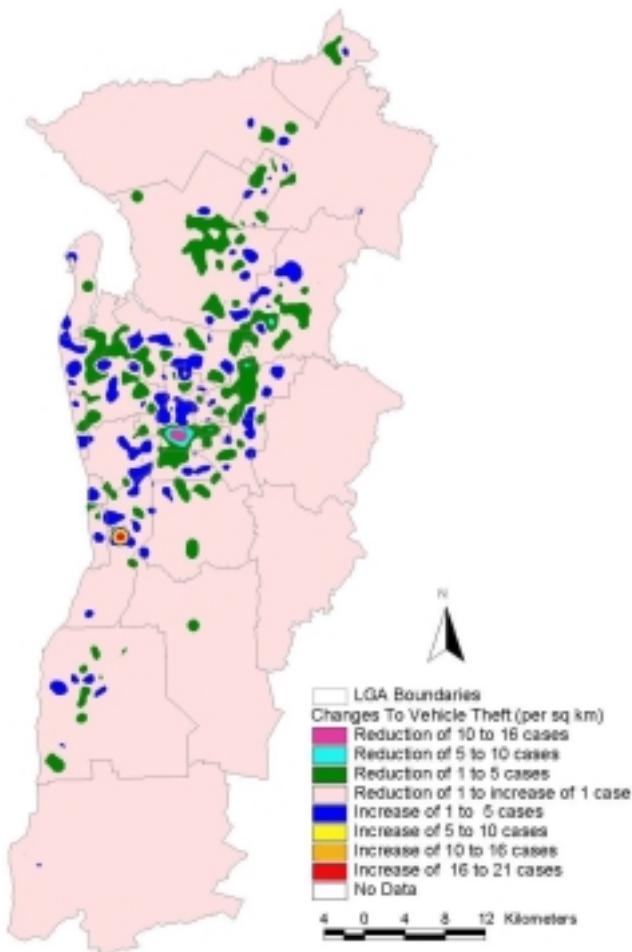 N
LGA Boundaries
Changes To Vehicle Theft (per sq km)
Reduction of 10 to 16 cases
Reduction of 5 to 10 cases
Reduction of 1 to 5 cases
Reduction of 1 to increase of 1 case
Increase of 1 to 5 cases
Increase of 5 to 10 cases
Increase of 10 to 16 cases
Increase of 16 to 21 cases
No Data
4 0 4 8 12 Kilometers